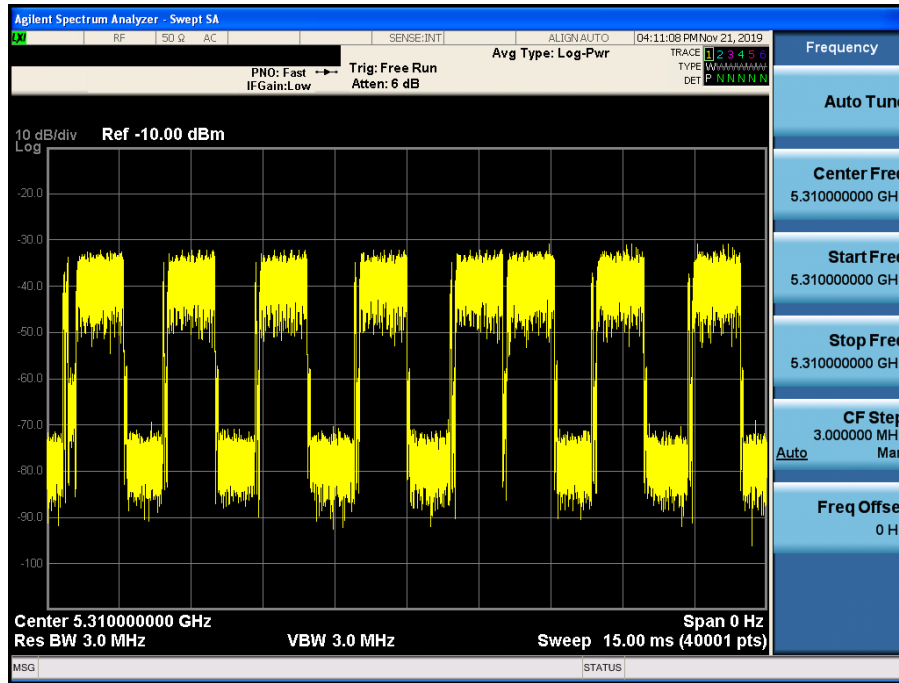 Agilent Spectrum Analyzer - Swept SA
LXI RF 50 Ω AC SENSE:INT ALIGN AUTO 04:11:08 PM Nov 21, 2019
Frequency
Avg Type: Log-Pwr
TRACE 1 2 3 4 5 6
PNO: Fast Trig: Free Run
TYPE WWWWWW
IFGain:Low Atten: 6 dB
DET P N N N N N
Auto Tune
10 dB/div Ref -10.00 dBm
Log
Center Freq
5.310000000 GH
-20.0
-30.0
Start Freq
5.310000000 GH
-40.0
-50.0
Stop Freq
5.310000000 GH
-60.0
-70.0
CF Step
3.000000 MH
Auto Man
-80.0
-90.0
Freq Offse
0 H
-100
Center 5.310000000 GHz Span 0 Hz
Res BW 3.0 MHz VBW 3.0 MHz Sweep 15.00 ms (40001 pts)
MSG STATUS